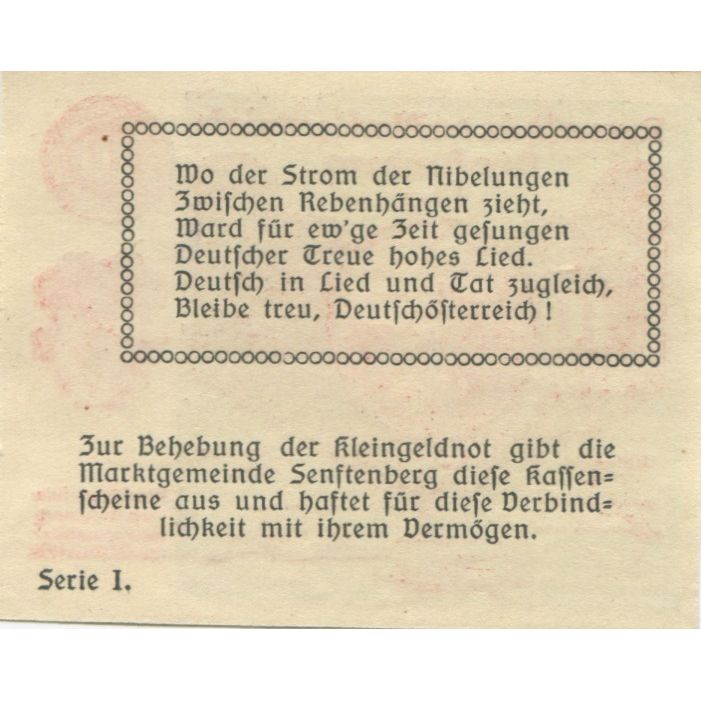 Wo der Strom der Nibelungen
Zwiſchen Rebenhängen zieht,
Ward für ew'ge Zeit geſungen
Deutſcher Treue hohes Lied.
Deutſch in Lied und Tat zugleich,
Bleibe treu, Deutſchöſterreich!
Zur Behebung der Kleingeldnot gibt die
Marktgemeinde Senftenberg dieſe Kaſſen=
ſcheine aus und haftet für dieſe Verbind=
lichkeit mit ihrem Vermögen.
Serie I.